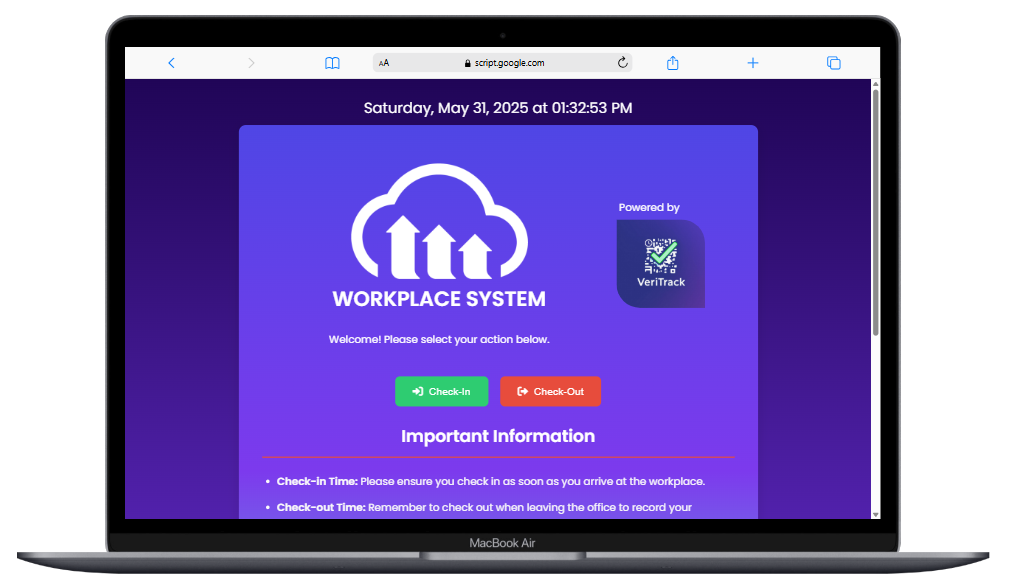 AA
script.google.com
Saturday, May 31, 2025 at 01:32:53 PM
WORKPLACE SYSTEM
Powered by
VeriTrack
Welcome! Please select your action below.
Check-In
Check-Out
Important Information
• Check-in Time: Please ensure you check in as soon as you arrive at the workplace.
• Check-out Time: Remember to check out when leaving the office to record your
MacBook Air